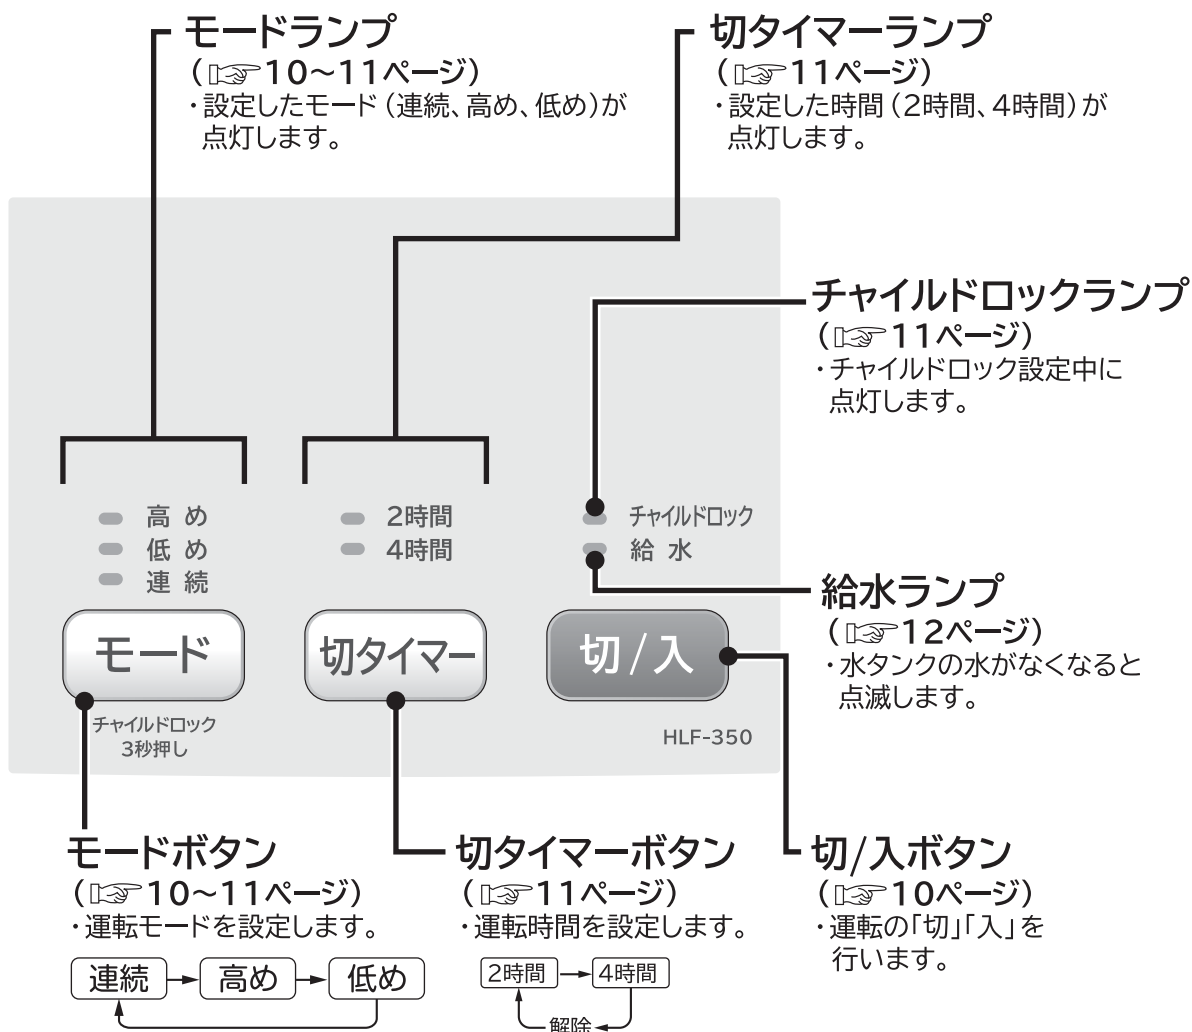 モードランプ
(☞10～11ページ)
・設定したモード（連続、高め、低め）が
点灯します。
切タイマーランプ
(☞11ページ)
・設定した時間（2時間、4時間）が
点灯します。
チャイルドロックランプ
(☞11ページ)
・チャイルドロック設定中に
点灯します。
高め
低め
連続
2時間
4時間
チャイルドロック
給水
給水ランプ
(☞12ページ)
・水タンクの水がなくなると
点滅します。
モード
切タイマー
切/入
チャイルドロック
3秒押し
HLF-350
モードボタン
(☞10～11ページ)
・運転モードを設定します。
連続→高め→低め
切タイマーボタン
(☞11ページ)
・運転時間を設定します。
2時間→4時間
解除
切/入ボタン
(☞10ページ)
・運転の「切」「入」を
行います。